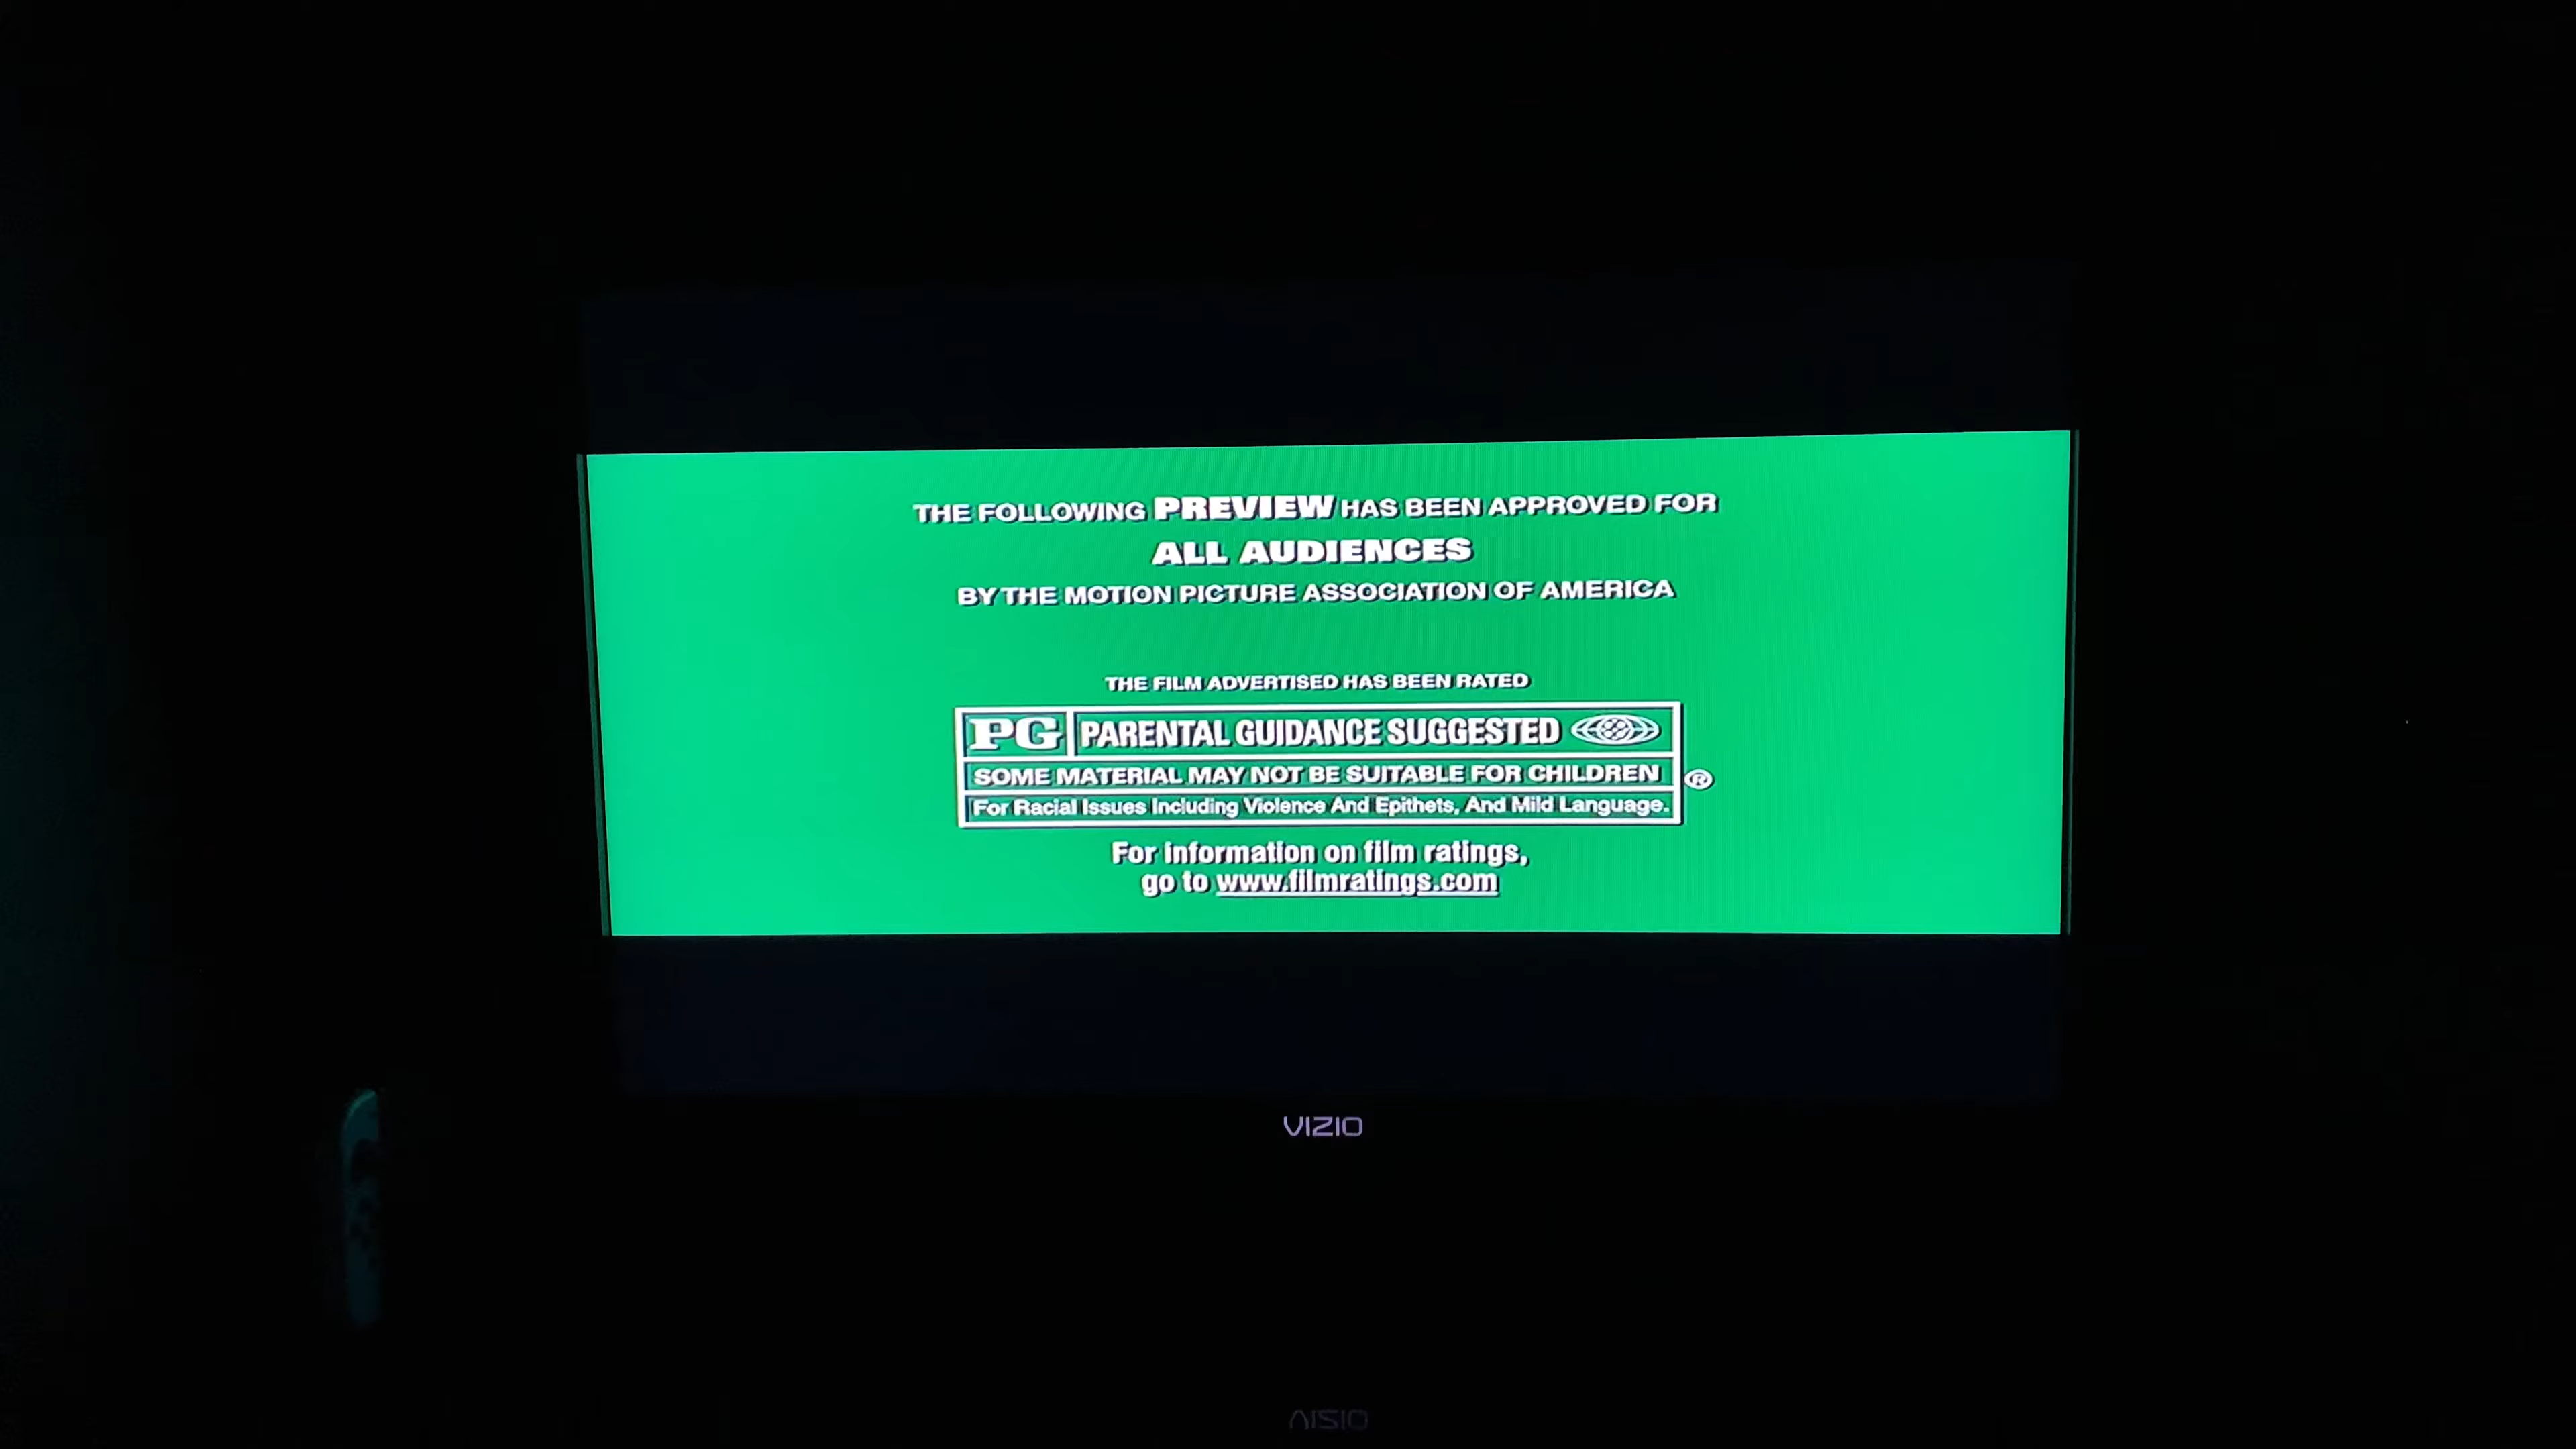 THE FOLLOWING PREVIEW HAS BEEN APPROVED FOR
ALL AUDIENCES
BY THE MOTION PICTURE ASSOCIATION OF AMERICA
THE FILM ADVERTISED HAS BEEN RATED
PG PARENTAL GUIDANCE SUGGESTED
SOME MATERIAL MAY NOT BE SUITABLE FOR CHILDREN ®
For Racial Issues Including Violence And Epithets, And Mild Language.
For information on film ratings,
go to www.filmratings.com
VIZIO